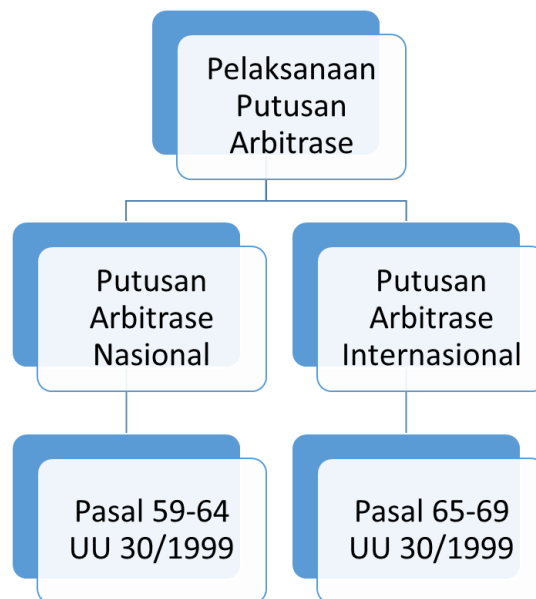 Pelaksanaan
Putusan
Arbitrase
Putusan
Arbitrase
Nasional
Putusan
Arbitrase
Internasional
Pasal 59-64
UU 30/1999
Pasal 65-69
UU 30/1999